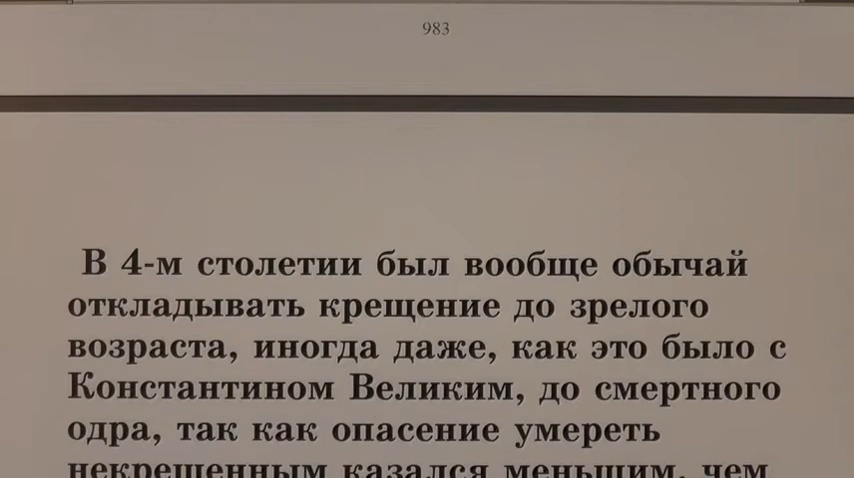 983
В 4-м столетии был вообще обычай
откладывать крещение до зрелого
возраста, иногда даже, как это было с
Константином Великим, до смертного
одра, так как опасение умереть
некрещенным казался меньшим, чем